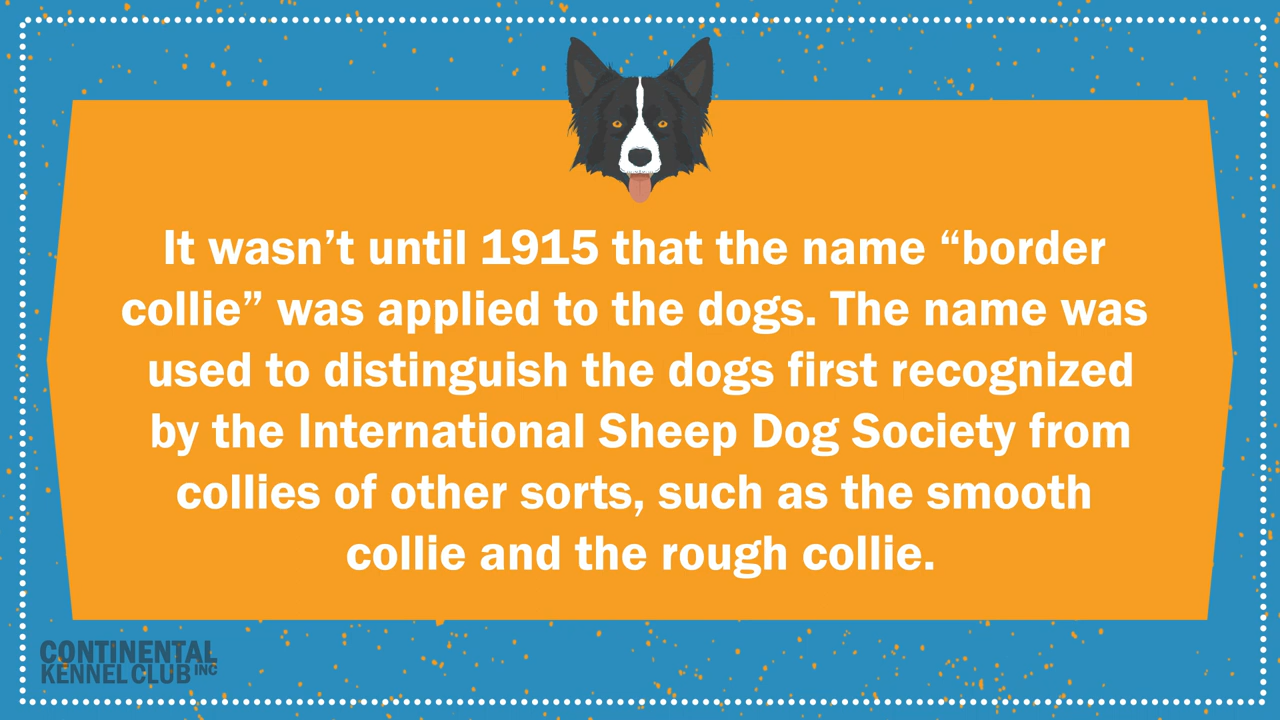 It wasn’t until 1915 that the name “border
collie” was applied to the dogs. The name was
used to distinguish the dogs first recognized
by the International Sheep Dog Society from
collies of other sorts, such as the smooth
collie and the rough collie.
CONTINENTAL
KENNEL CLUB INC